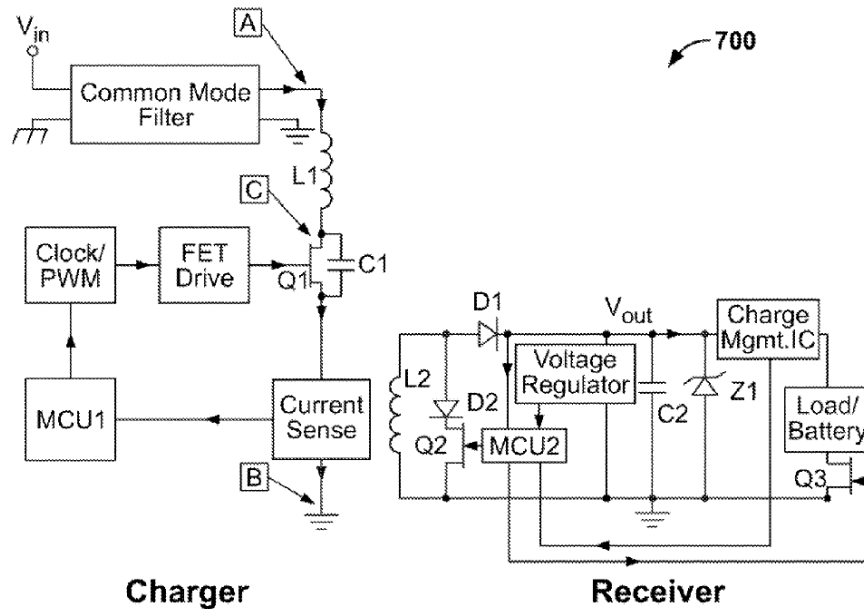 Vin
A
700
Common Mode
Filter
L1
C
Clock/
PWM
FET
Drive
Q1
C1
D1
Vout
Charge
Mgmt.IC
L2
Voltage
Regulator
D2
C2
Z1
Load/
Battery
MCU1
Current
Sense
Q2
MCU2
Q3
B
Charger
Receiver